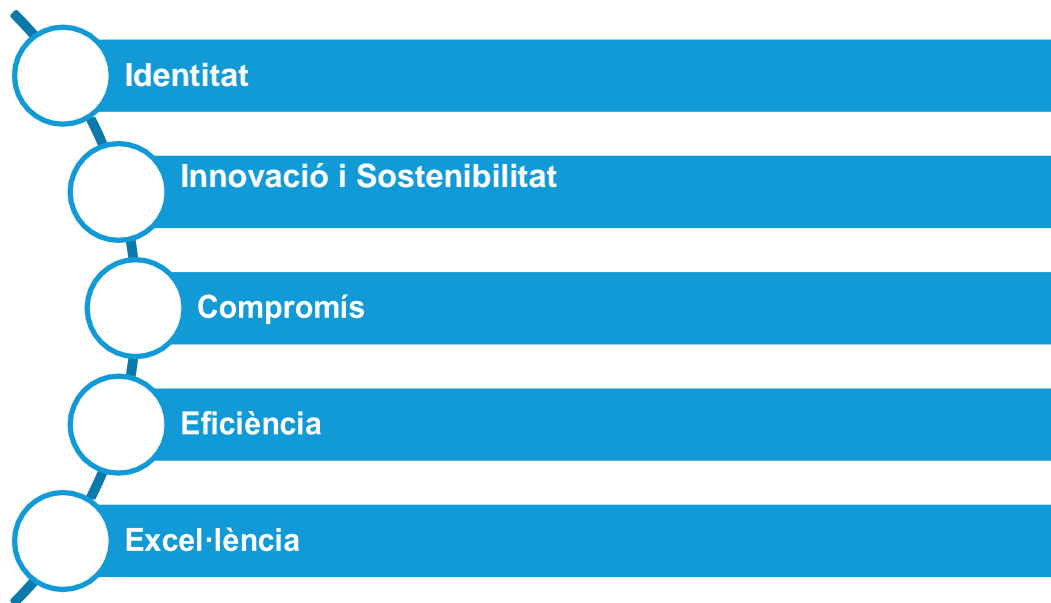 Identitat
Innovació i Sostenibilitat
Compromís
Eficiència
Excel·lència